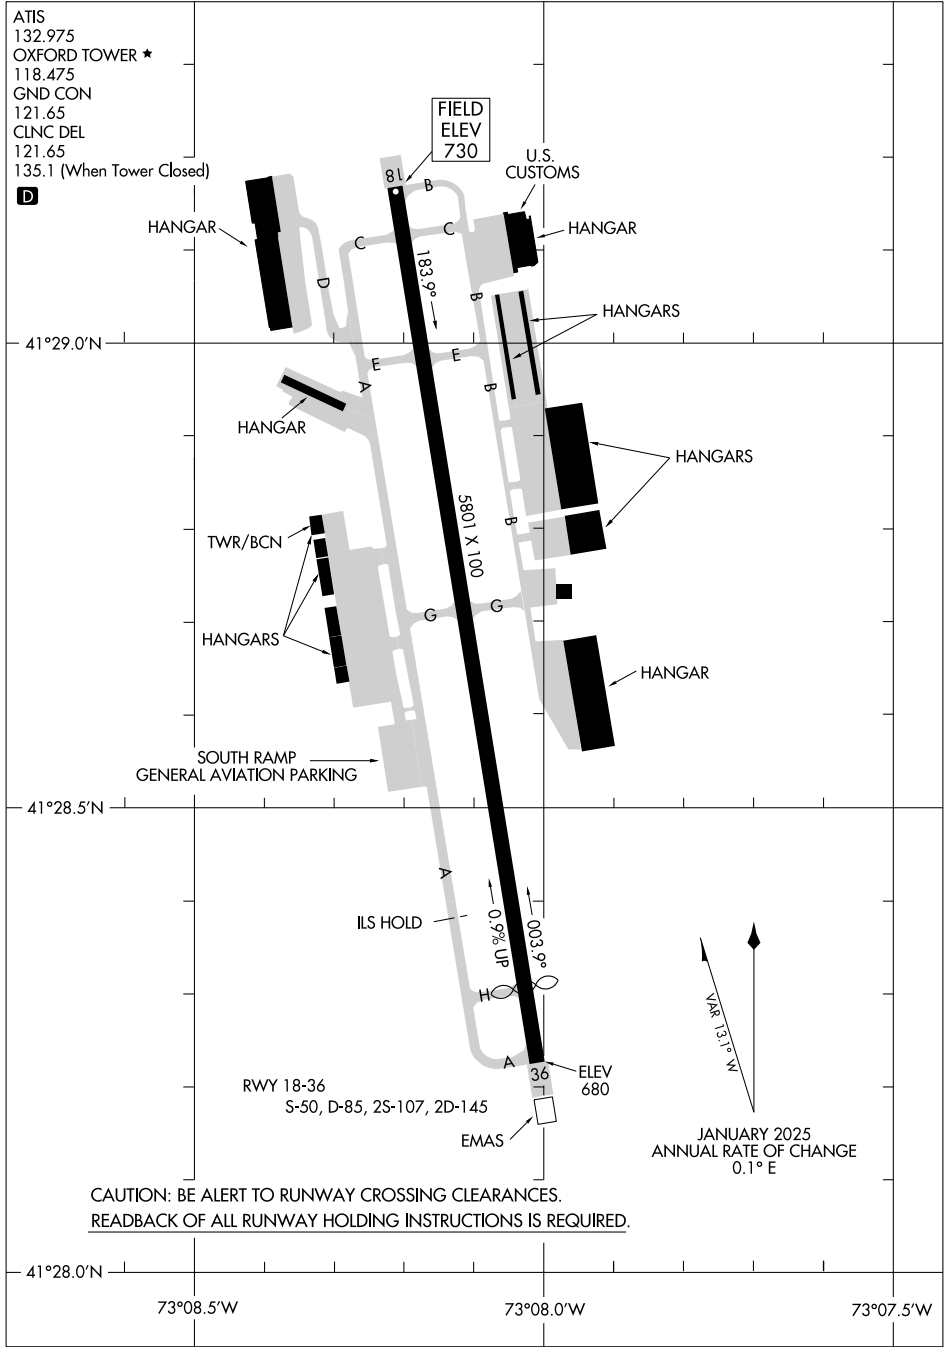 ATIS
132.975
OXFORD TOWER ★
118.475
GND CON
121.65
CLNC DEL
121.65
135.1 (When Tower Closed)
D
FIELD
ELEV
730
18
B
U.S.
CUSTOMS
HANGAR
C
C
HANGAR
D
183.9°
B
HANGARS
41°29.0'N
E
E
A
B
HANGAR
HANGARS
5801 X 100
B
TWR/BCN
HANGARS
G
G
HANGAR
SOUTH RAMP
GENERAL AVIATION PARKING
41°28.5'N
A
ILS HOLD
0.9% UP
003.9°
H
VAR 13.1° W
A
36
ELEV
680
RWY 18-36
S-50, D-85, 2S-107, 2D-145
EMAS
JANUARY 2025
ANNUAL RATE OF CHANGE
0.1° E
CAUTION: BE ALERT TO RUNWAY CROSSING CLEARANCES.
READBACK OF ALL RUNWAY HOLDING INSTRUCTIONS IS REQUIRED.
41°28.0'N
73°08.5'W
73°08.0'W
73°07.5'W